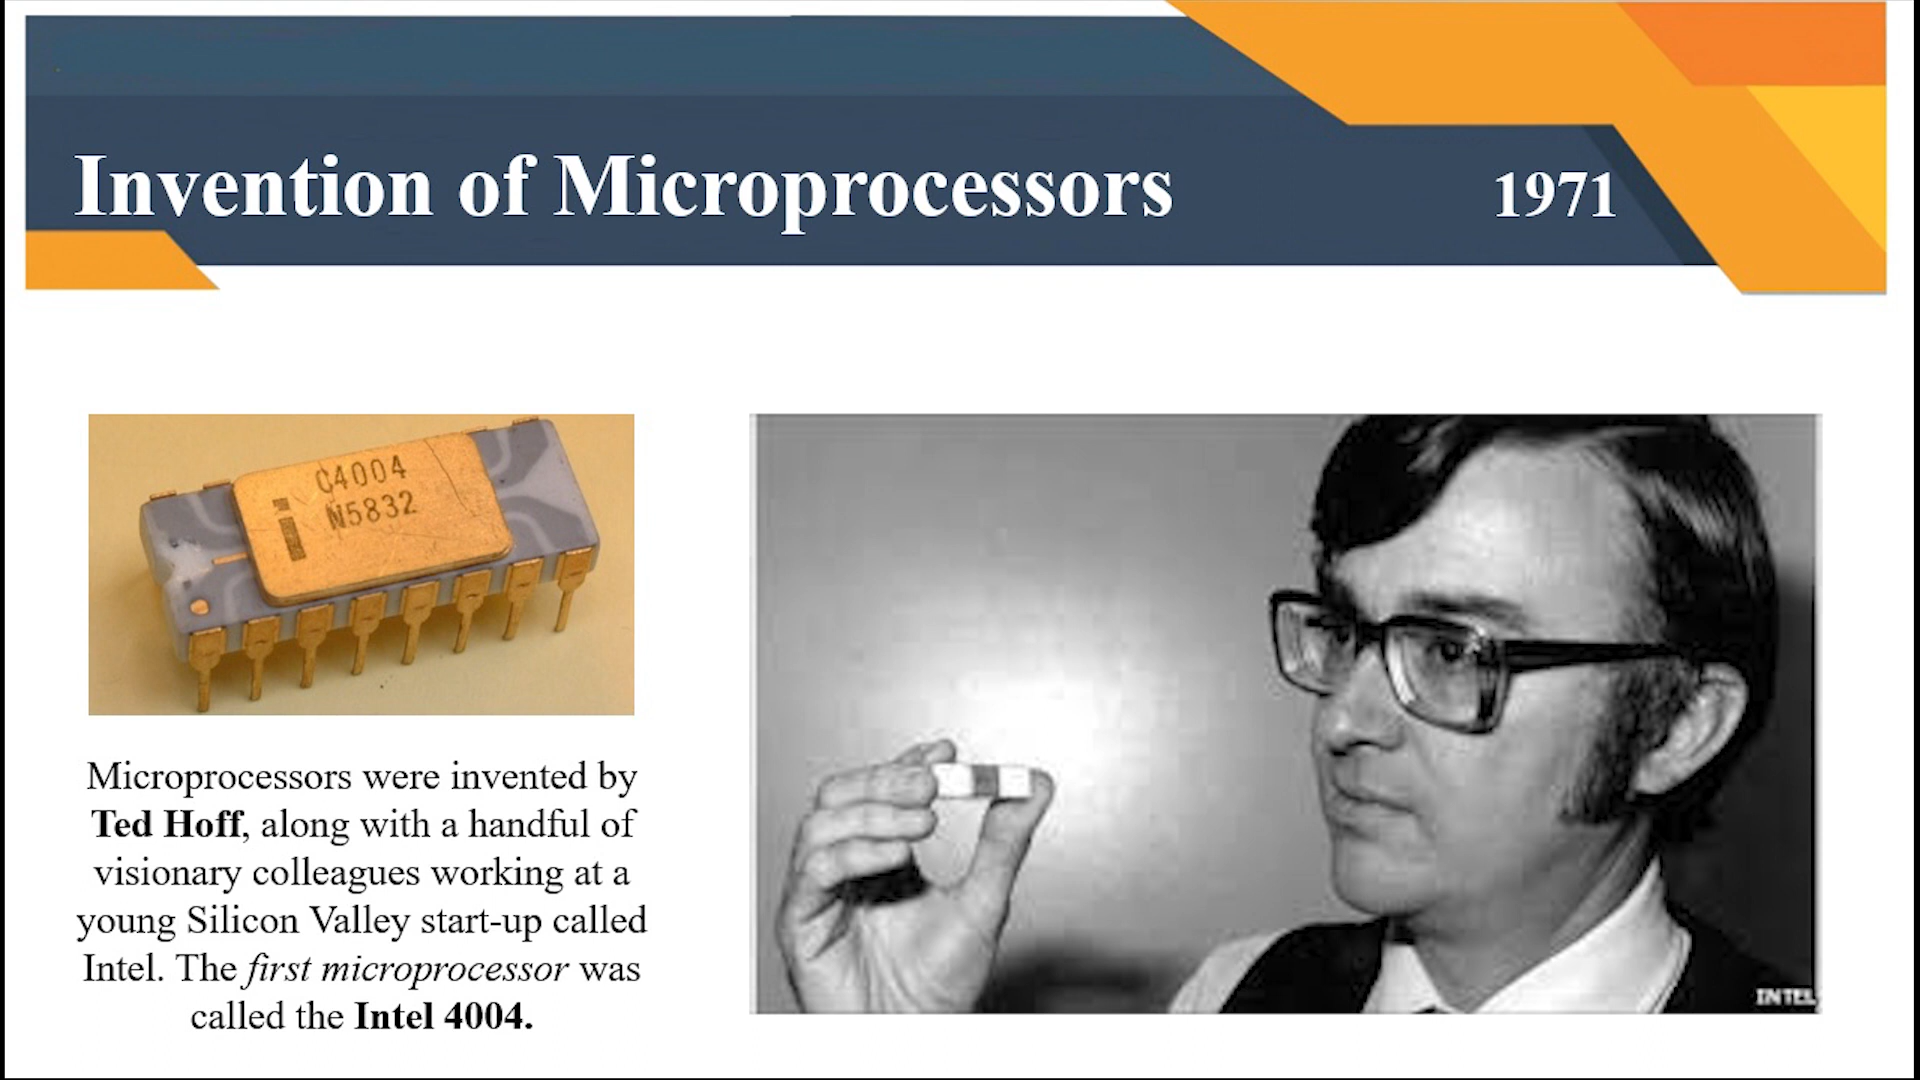 Invention of Microprocessors
1971
C4004
N5832
Microprocessors were invented by
Ted Hoff, along with a handful of
visionary colleagues working at a
young Silicon Valley start-up called
Intel. The first microprocessor was
called the Intel 4004.
INTEL